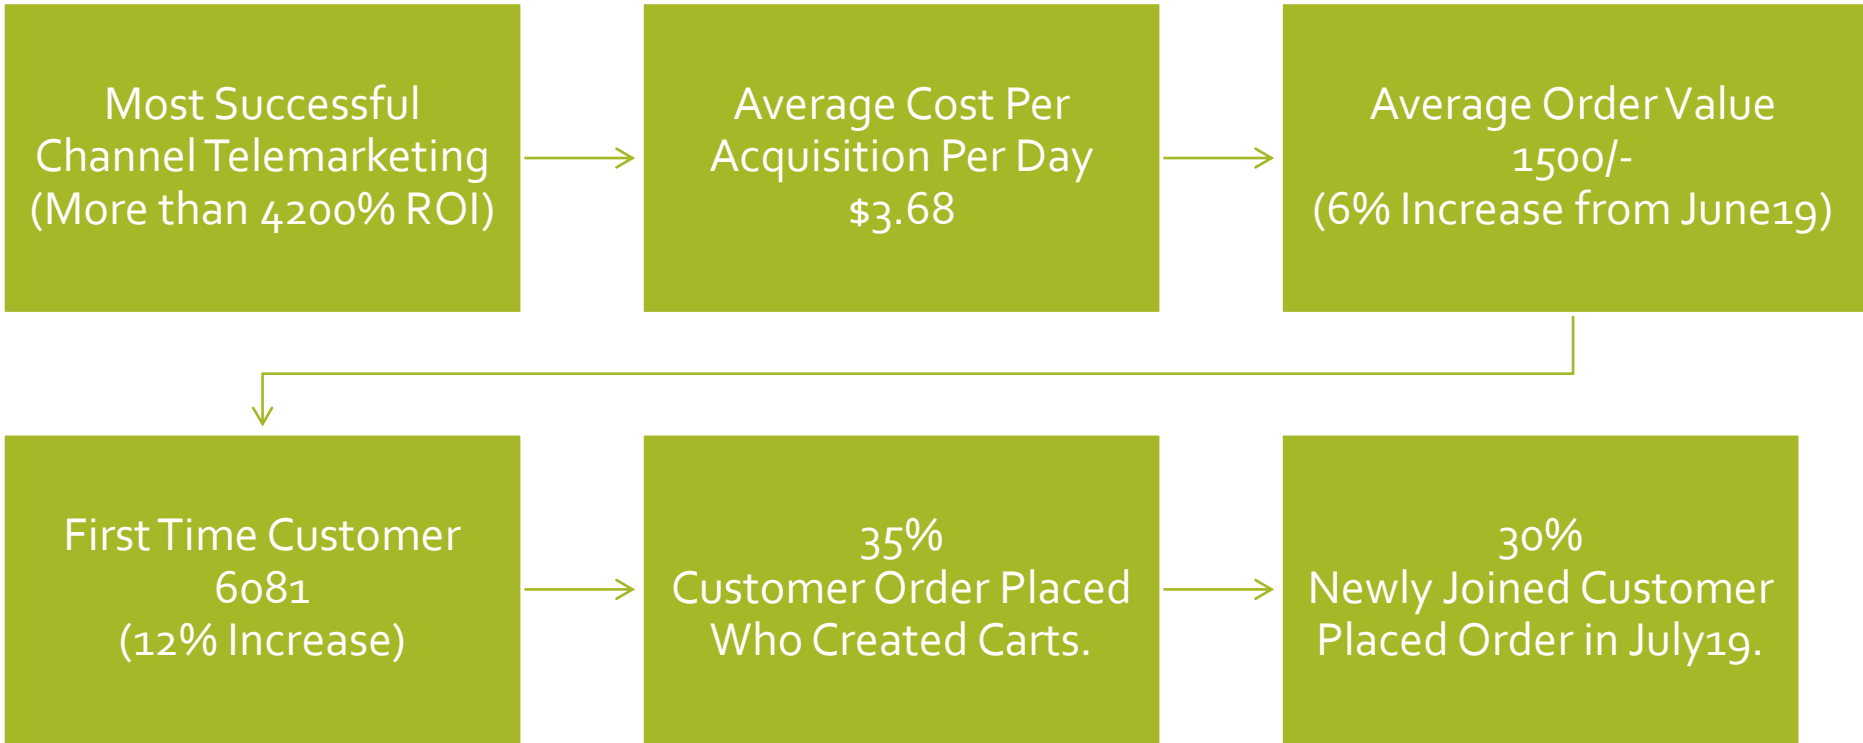 Most Successful
Channel Telemarketing
(More than 4200% ROI)
Average Cost Per
Acquisition Per Day
$3.68
Average Order Value
1500/-
(6% Increase from June19)
First Time Customer
6081
(12% Increase)
35%
Customer Order Placed
Who Created Carts.
30%
Newly Joined Customer
Placed Order in July19.